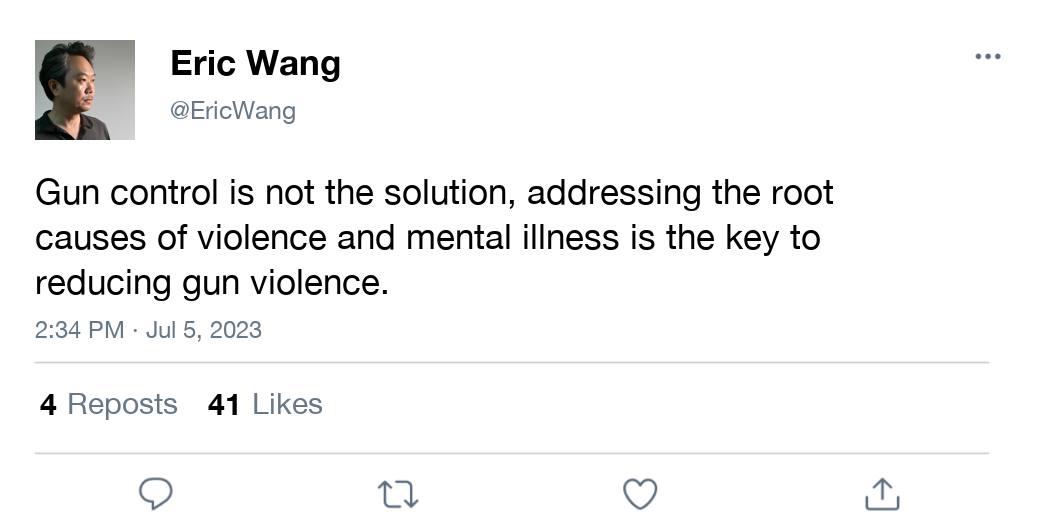 Eric Wang
@EricWang
Gun control is not the solution, addressing the root
causes of violence and mental illness is the key to
reducing gun violence.
2:34 PM · Jul 5, 2023
4 Reposts 41 Likes